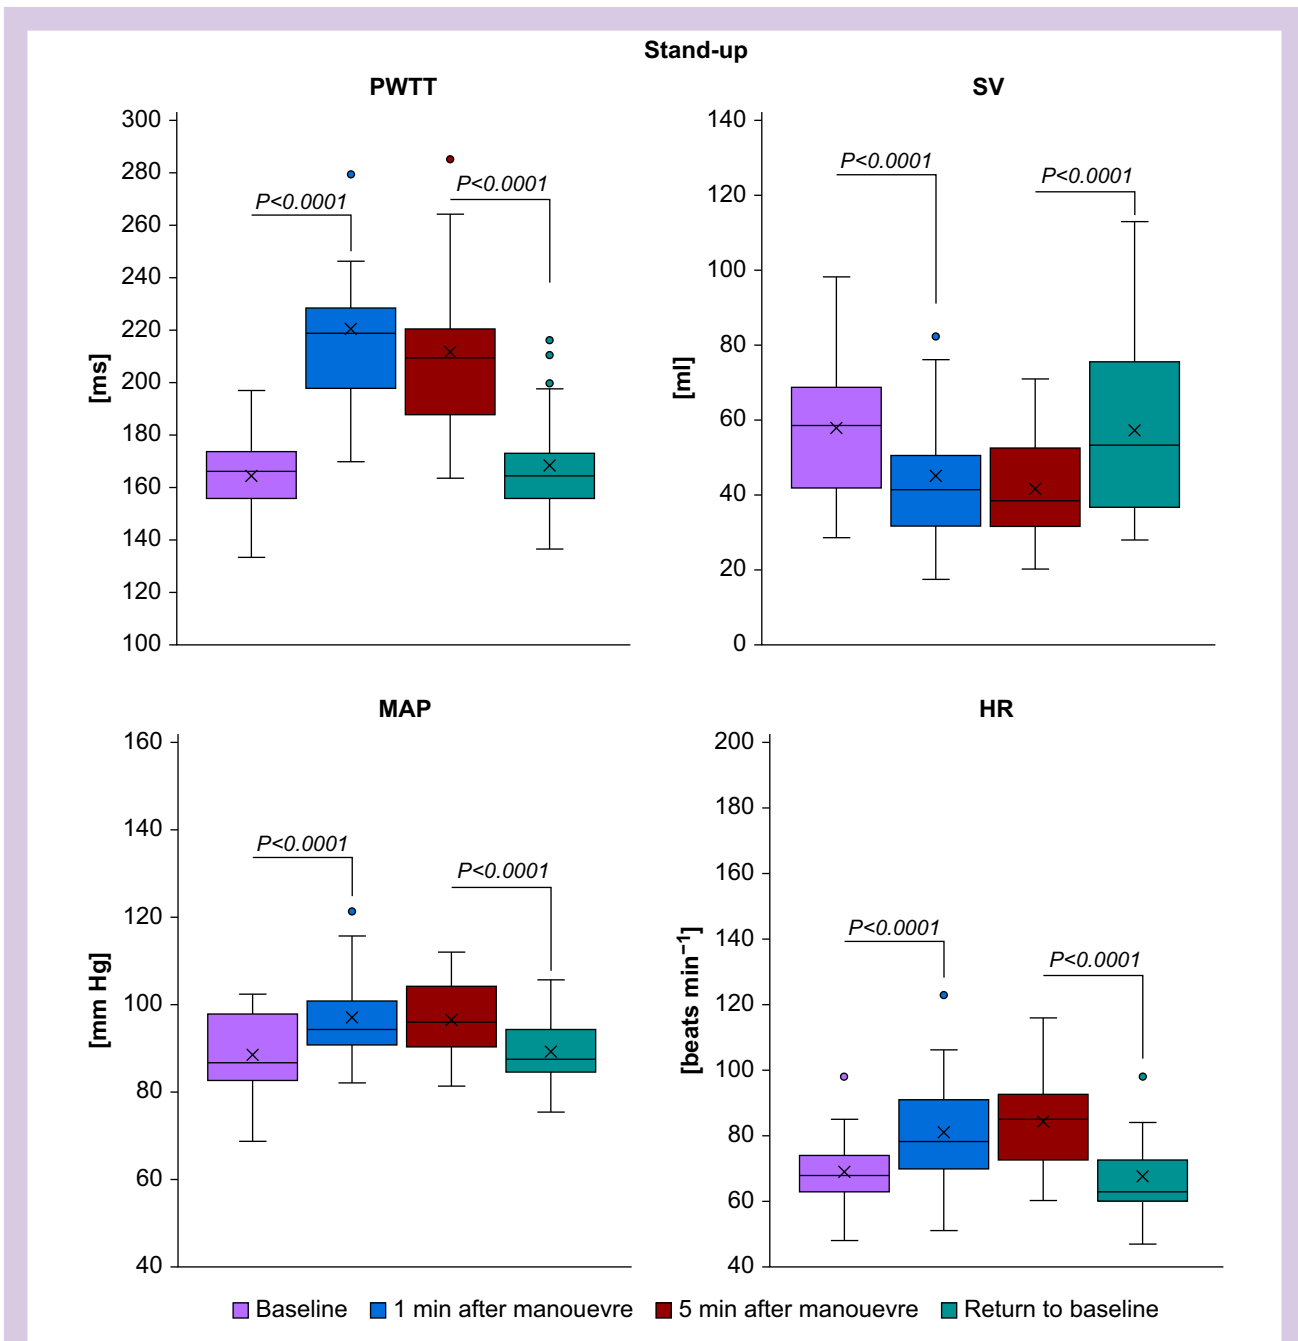 Stand-up
PWTT
300
280
260
240
220
200
180
160
140
120
100
[ms]
P<0.0001
P<0.0001
SV
140
120
100
80
60
40
20
0
[ml]
P<0.0001
P<0.0001
MAP
160
140
120
100
80
60
40
[mm Hg]
P<0.0001
P<0.0001
HR
200
180
160
140
120
100
80
60
40
[beats min⁻¹]
P<0.0001
P<0.0001
Baseline 1 min after manouevre 5 min after manouevre Return to baseline